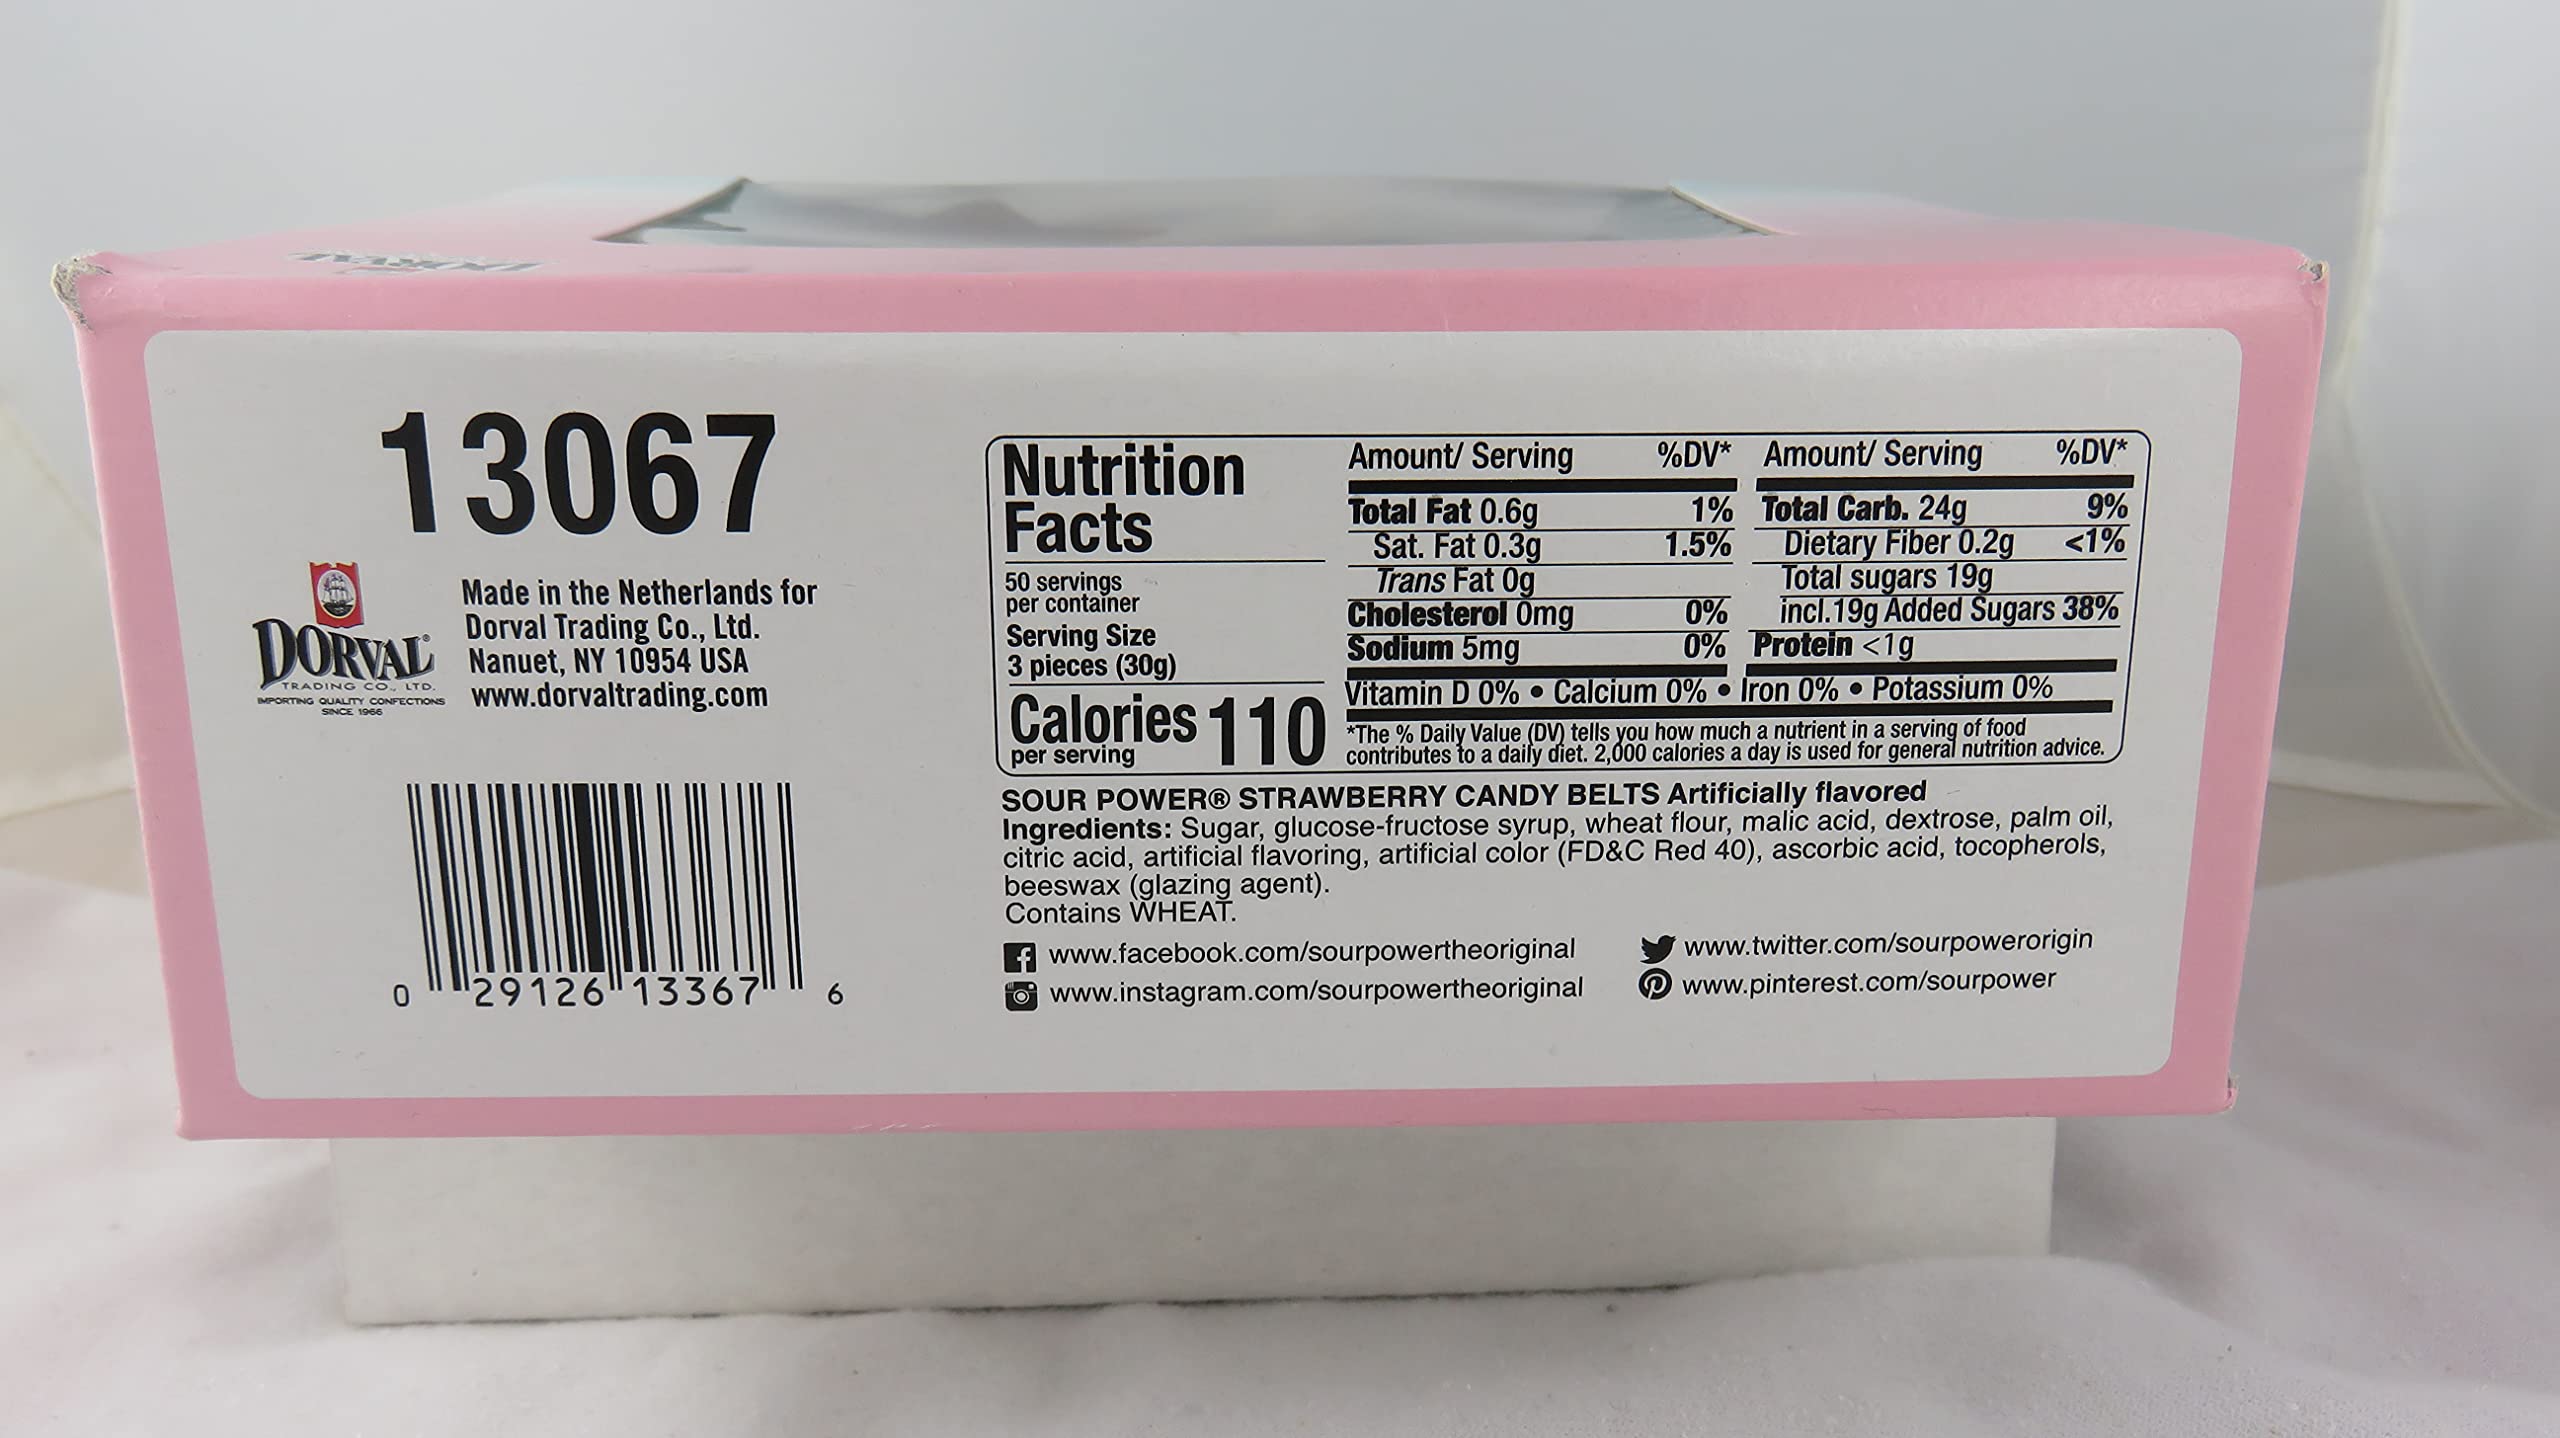 DORVAL
13067
DORVAL®
TRADING CO., LTD.
IMPORTING QUALITY CONFECTIONS
SINCE 1966
Made in the Netherlands for
Dorval Trading Co., Ltd.
Nanuet, NY 10954 USA
www.dorvaltrading.com
0 29126 13367 6
Nutrition
Facts
50 servings
per container
Serving Size
3 pieces (30g)
Calories 110
per serving
Amount/ Serving %DV*
Total Fat 0.6g 1%
Sat. Fat 0.3g 1.5%
Trans Fat 0g
Cholesterol 0mg 0%
Sodium 5mg 0%
Amount/ Serving %DV*
Total Carb. 24g 9%
Dietary Fiber 0.2g <1%
Total sugars 19g
incl.19g Added Sugars 38%
Protein <1g
Vitamin D 0% • Calcium 0% • Iron 0% • Potassium 0%
*The % Daily Value (DV) tells you how much a nutrient in a serving of food
contributes to a daily diet. 2,000 calories a day is used for general nutrition advice.
SOUR POWER® STRAWBERRY CANDY BELTS Artificially flavored
Ingredients: Sugar, glucose-fructose syrup, wheat flour, malic acid, dextrose, palm oil,
citric acid, artificial flavoring, artificial color (FD&C Red 40), ascorbic acid, tocopherols,
beeswax (glazing agent).
Contains WHEAT.
www.facebook.com/sourpowertheoriginal
www.twitter.com/sourpowerorigin
www.instagram.com/sourpowertheoriginal
www.pinterest.com/sourpower